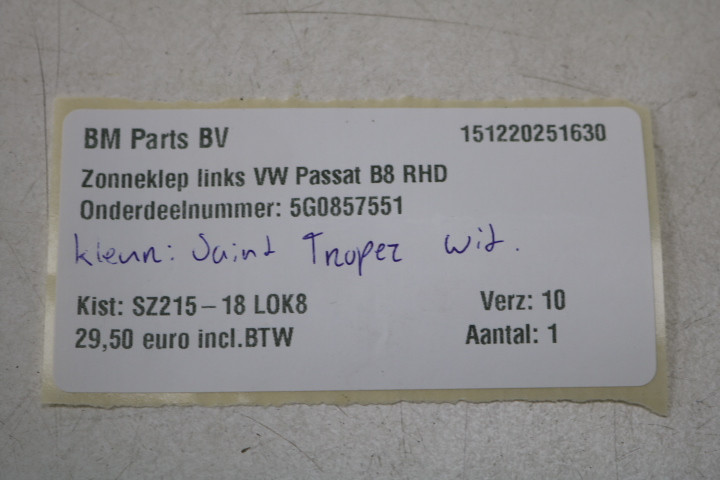 BM Parts BV 151220251630
Zonneklep links VW Passat B8 RHD
Onderdeelnummer: 5G0857551
kleur: Saint Tropez wit.
Kist: SZ215-18 LOK8 Verz: 10
29,50 euro incl.BTW Aantal: 1